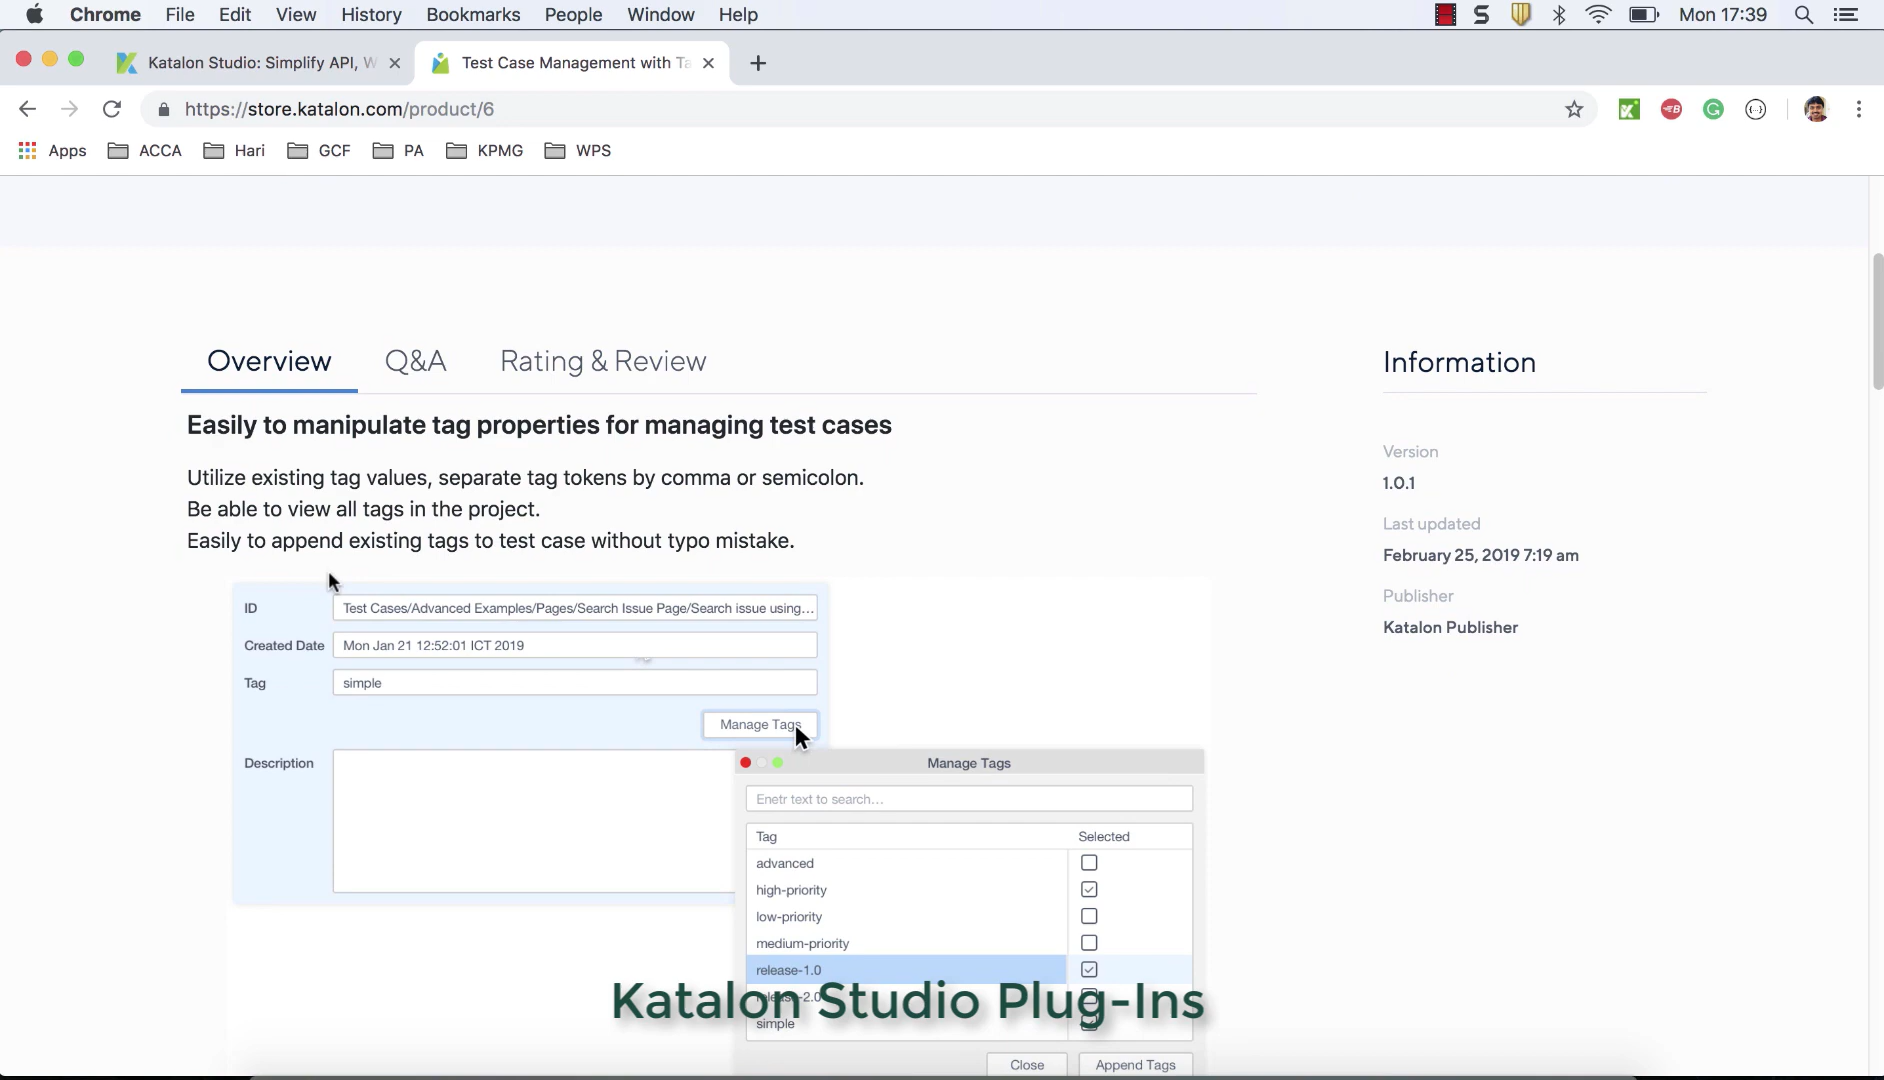 Chrome File Edit View History Bookmarks People Window Help Mon 17:39
Katalon Studio: Simplify API, W
Test Case Management with Ta
https://store.katalon.com/product/6
Apps ACCA Hari GCF PA KPMG WPS
Overview Q&A Rating & Review
Information
Easily to manipulate tag properties for managing test cases
Utilize existing tag values, separate tag tokens by comma or semicolon.
Be able to view all tags in the project.
Easily to append existing tags to test case without typo mistake.
Version
1.0.1
Last updated
February 25, 2019 7:19 am
Publisher
Katalon Publisher
ID Test Cases/Advanced Examples/Pages/Search Issue Page/Search issue using...
Created Date Mon Jan 21 12:52:01 ICT 2019
Tag simple
Manage Tags
Description
Manage Tags
Enetr text to search...
Tag Selected
advanced
high-priority
low-priority
medium-priority
release-1.0
release-2.0
simple
Close Append Tags
Katalon Studio Plug-Ins